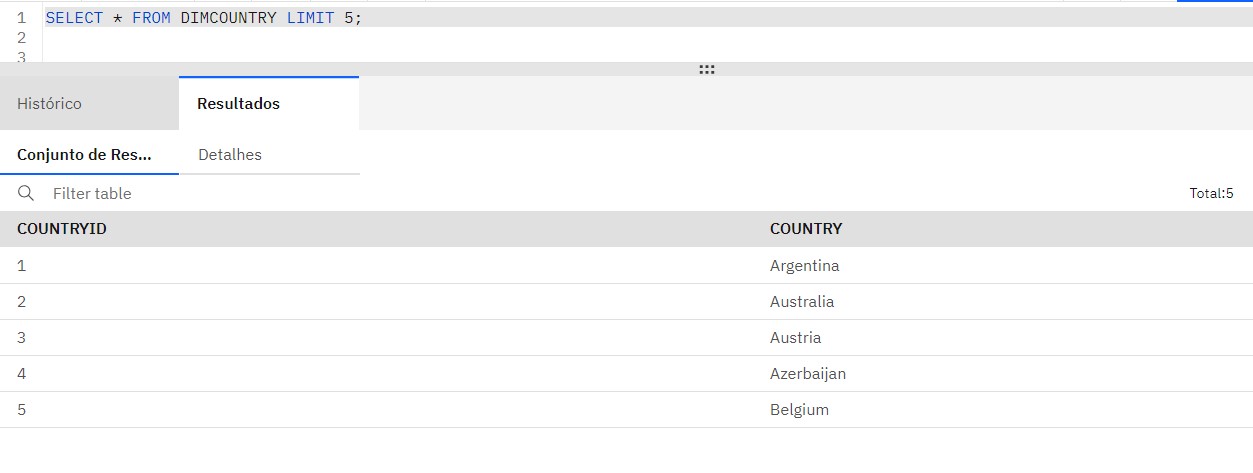 1 SELECT * FROM DIMCOUNTRY LIMIT 5;
2
3
Histórico Resultados
Conjunto de Res... Detalhes
Filter table Total:5
COUNTRYID COUNTRY
1 Argentina
2 Australia
3 Austria
4 Azerbaijan
5 Belgium